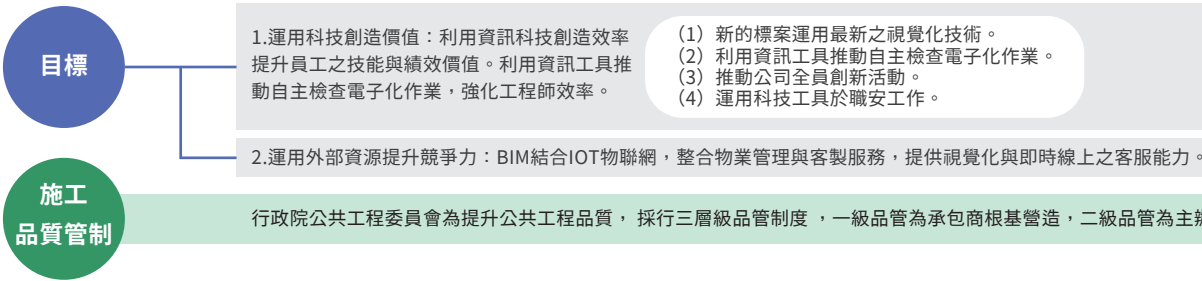 目標
1.運用科技創造價值：利用資訊科技創造效率
提升員工之技能與績效價值。利用資訊工具推
動自主檢查電子化作業，強化工程師效率。
（1）新的標案運用最新之視覺化技術。
（2）利用資訊工具推動自主檢查電子化作業。
（3）推動公司全員創新活動。
（4）運用科技工具於職安工作。
2.運用外部資源提升競爭力：BIM結合IOT物聯網，整合物業管理與客製服務，提供視覺化與即時線上之客服能力。
施工
品質管制
行政院公共工程委員會為提升公共工程品質， 採行三層級品管制度 ，一級品管為承包商根基營造，二級品管為主